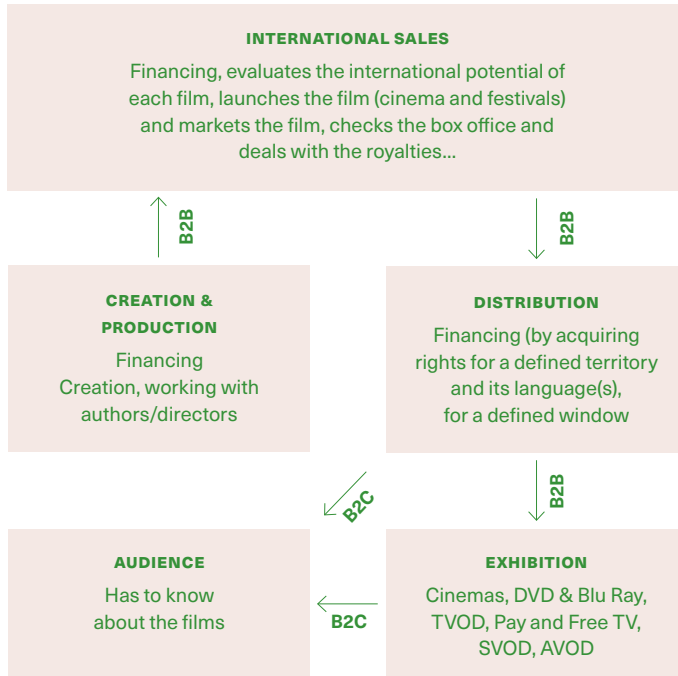 INTERNATIONAL SALES
Financing, evaluates the international potential of
each film, launches the film (cinema and festivals)
and markets the film, checks the box office and
deals with the royalties...
B2B
B2B
CREATION &
PRODUCTION
Financing
Creation, working with
authors/directors
DISTRIBUTION
Financing (by acquiring
rights for a defined territory
and its language(s),
for a defined window
B2C
B2B
AUDIENCE
Has to know
about the films
B2C
EXHIBITION
Cinemas, DVD & Blu Ray,
TVOD, Pay and Free TV,
SVOD, AVOD